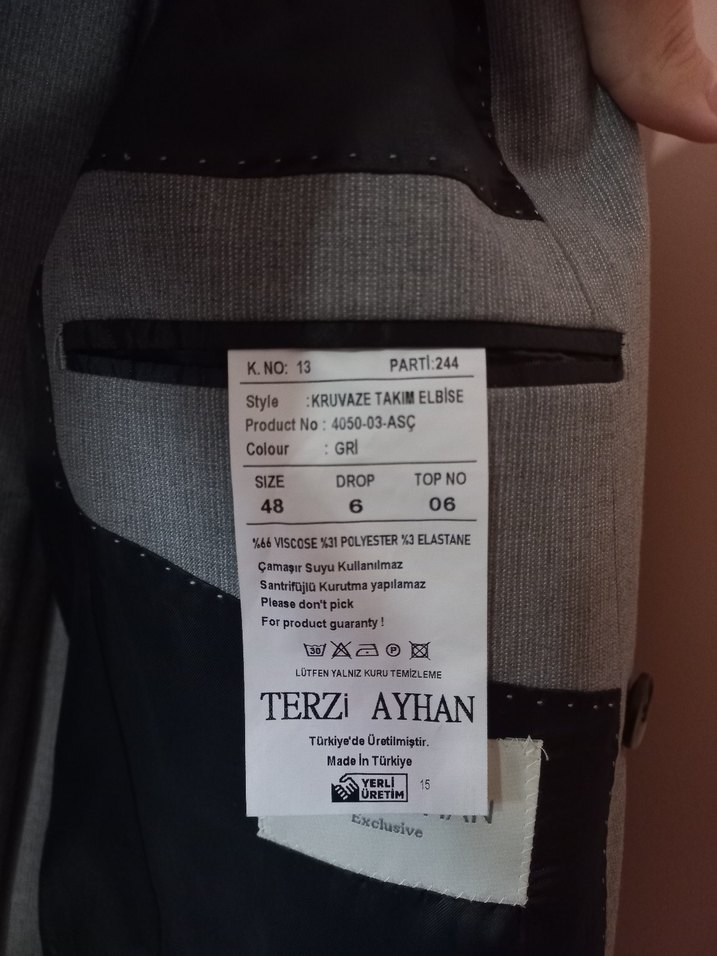 K. NO: 13 PARTİ:244
Style :KRUVAZE TAKIM ELBİSE
Product No : 4050-03-ASÇ
Colour : GRİ
SIZE DROP TOP NO
48 6 06
%66 VISCOSE %31 POLYESTER %3 ELASTANE
Çamaşır Suyu Kullanılmaz
Santrifüjlü Kurutma yapılamaz
Please don't pick
For product guaranty !
30 P
LÜTFEN YALNIZ KURU TEMİZLEME
TERZi AYHAN
Türkiye'de Üretilmiştir.
Made İn Türkiye
YERLİ
ÜRETİM 15
Exclusive